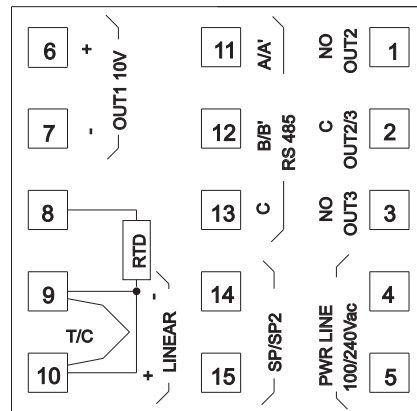 6 + 11 NO 1
OUT1 10V
A/A'
OUT2
7 - 12 C 2
B/B'
RS 485
OUT2/3
8 13 C NO 3
OUT3
RTD
9 - 14 4
T/C
LINEAR
SP/SP2
PWR LINE
100/240Vac
10 + 15 5